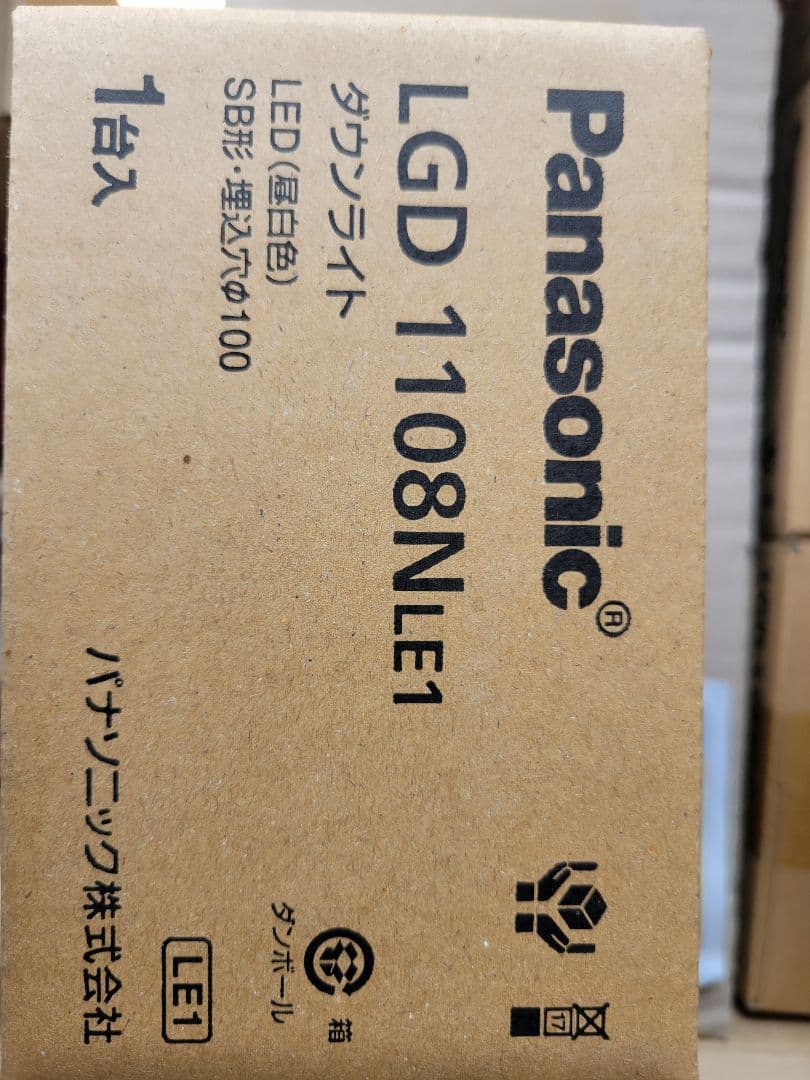 Panasonic®
LGD 1108NLE1
ダウンライト
LED(昼白色)
SB形・埋込穴φ100
1台入
17
箱
ダンボール
LE1
パナソニック株式会社